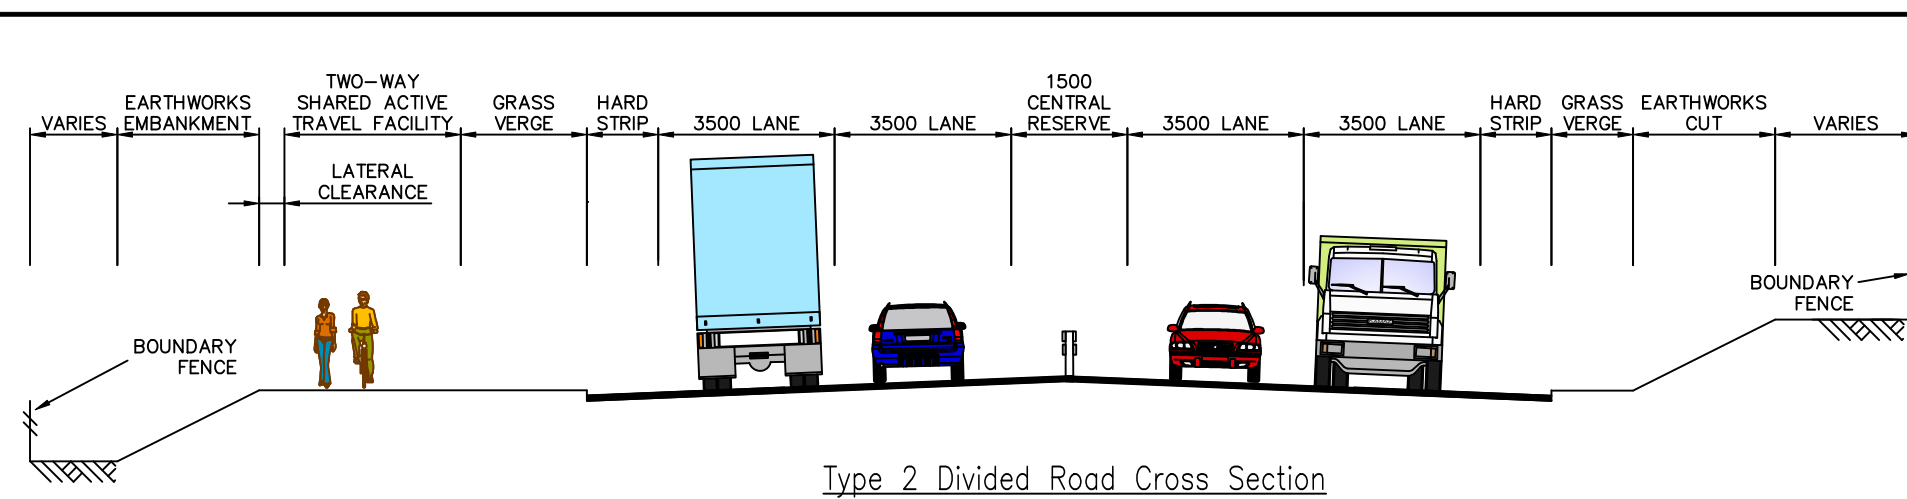 VARIES
EARTHWORKS
EMBANKMENT
TWO-WAY
SHARED ACTIVE
TRAVEL FACILITY
GRASS
VERGE
HARD
STRIP
3500 LANE
3500 LANE
1500
CENTRAL
RESERVE
3500 LANE
3500 LANE
HARD
STRIP
GRASS
VERGE
EARTHWORKS
CUT
VARIES
LATERAL
CLEARANCE
BOUNDARY
FENCE
BOUNDARY
FENCE
Type 2 Divided Road Cross Section